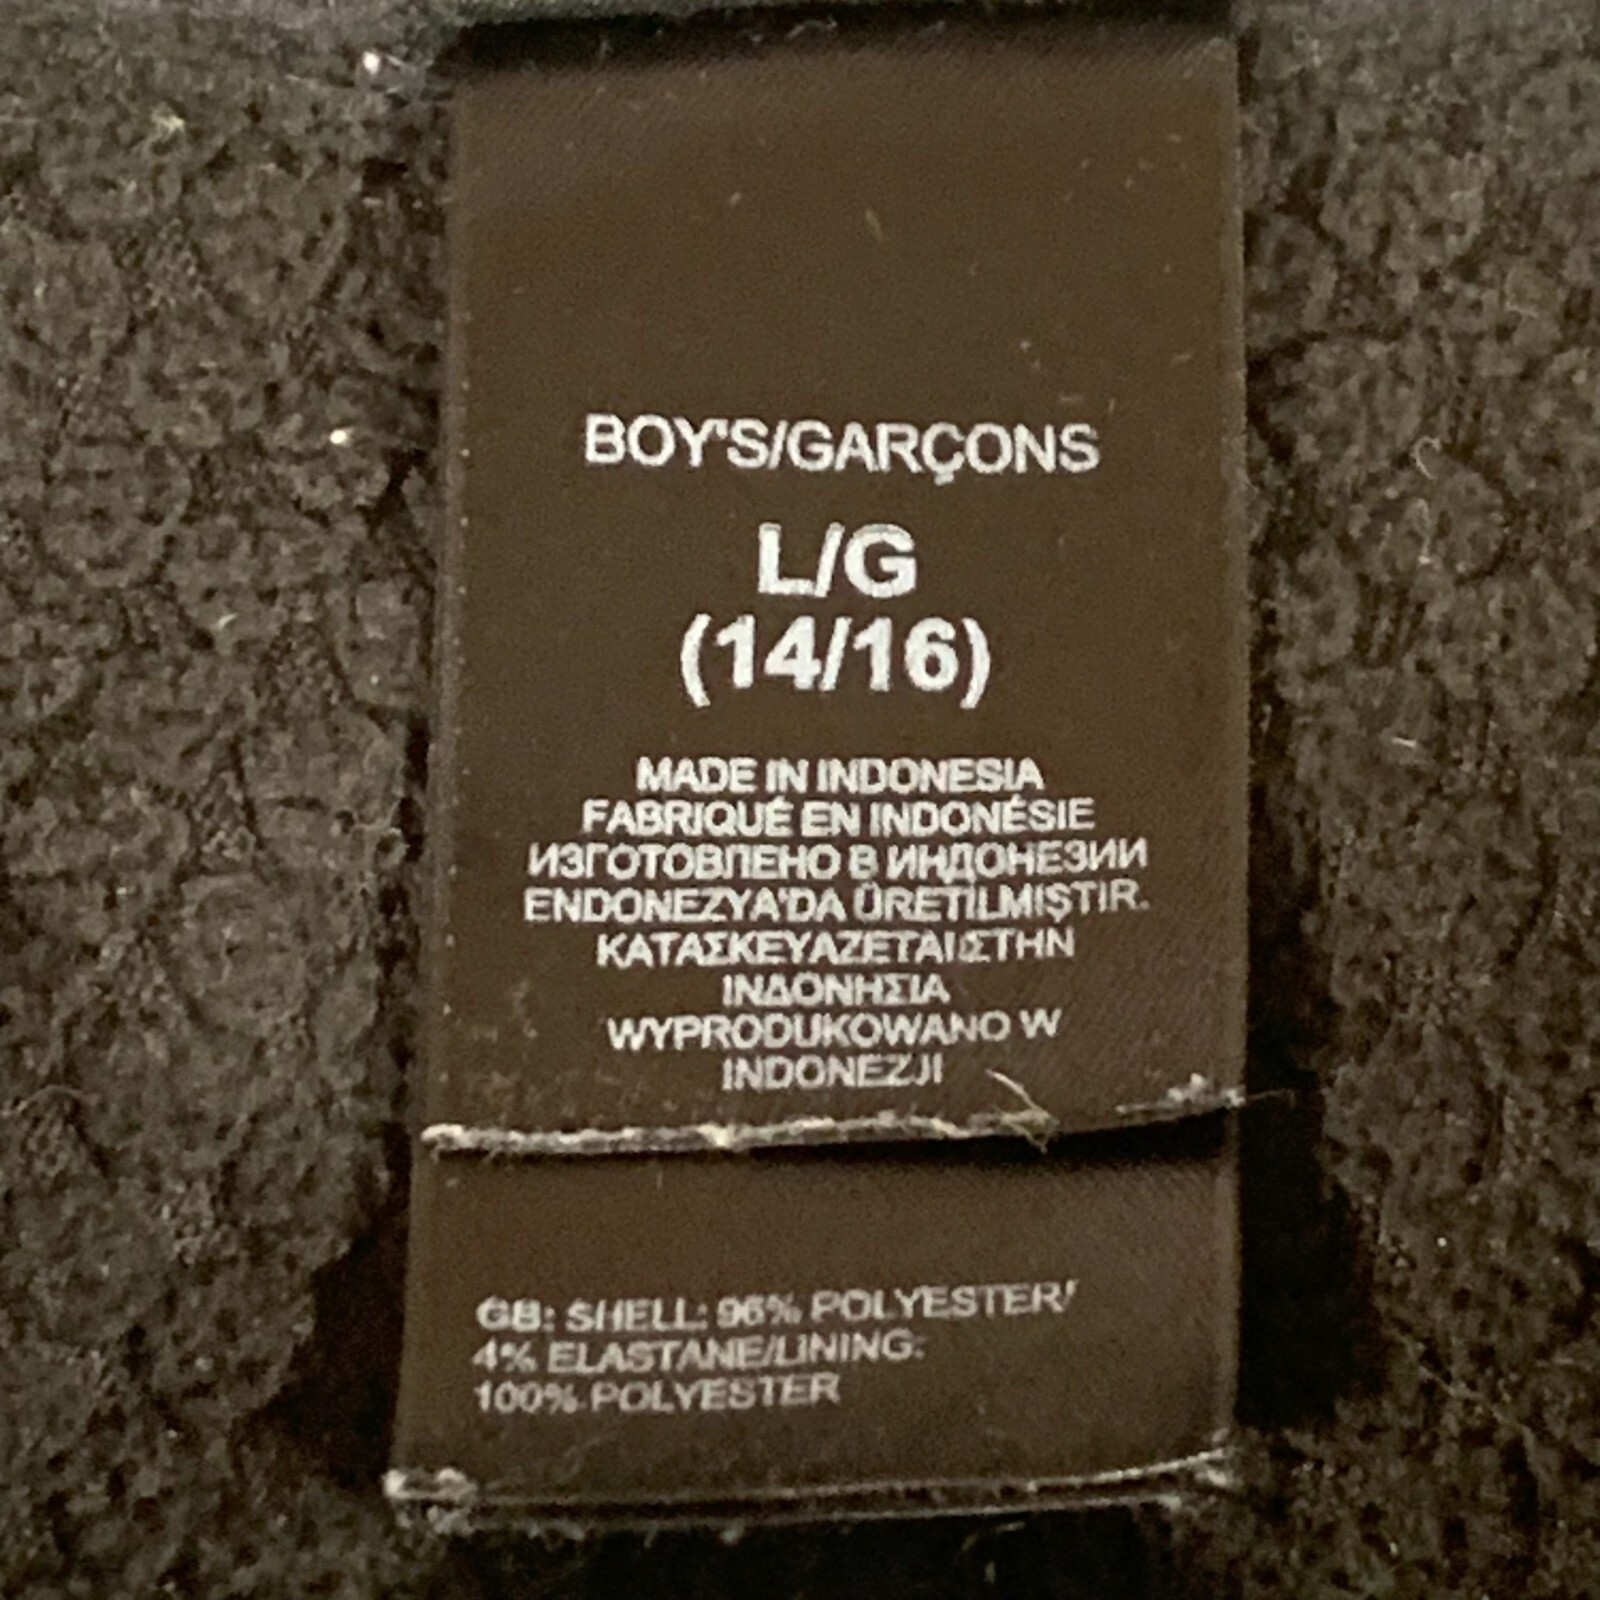 BOY'S/GARÇONS
L/G
(14/16)
MADE IN INDONESIA
FABRIQUÉ EN INDONÉSIE
ИЗГОТОВЛЕНО В ИНДОНЕЗИИ
ENDONEZYA'DA ÜRETİLMİŞTİR.
ΚΑΤΑΣΚΕΥΑΖΕΤΑΙ ΣΤΗΝ
ΙΝΔΟΝΗΣΙΑ
WYPRODUKOWANO W
INDONEZJI
GB: SHELL: 96% POLYESTER/
4% ELASTANE/LINING:
100% POLYESTER